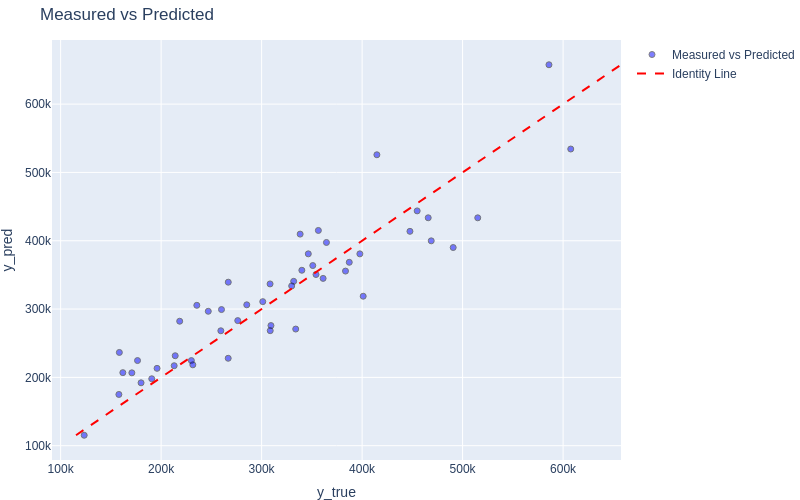 Measured vs Predicted
Measured vs Predicted
Identity Line
600k
500k
400k
300k
200k
100k
y_pred
100k
200k
300k
400k
500k
600k
y_true